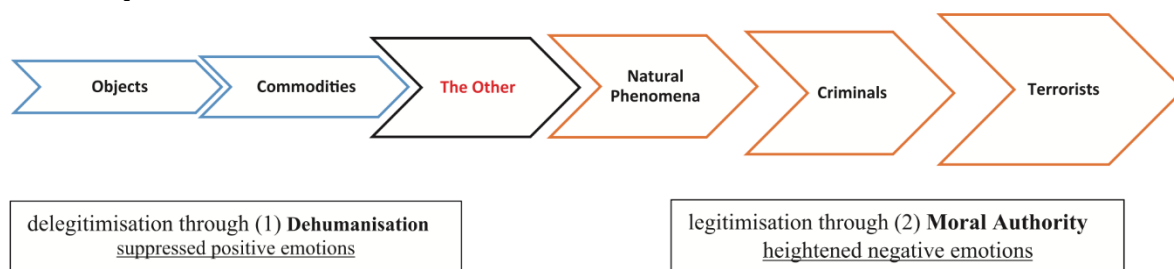 Objects
Commodities
The Other
Natural
Phenomena
Criminals
Terrorists
delegitimisation through (1) Dehumanisation
suppressed positive emotions
legitimisation through (2) Moral Authority
heightened negative emotions